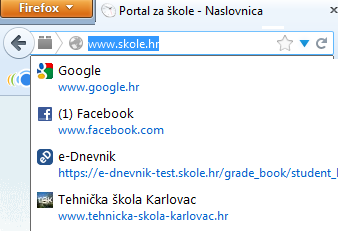 Firefox
Portal za škole - Naslovnica
www.skole.hr
Google
www.google.hr
(1) Facebook
www.facebook.com
e-Dnevnik
https://e-dnevnik-test.skole.hr/grade_book/student_
Tehnička škola Karlovac
www.tehnicka-skola-karlovac.hr